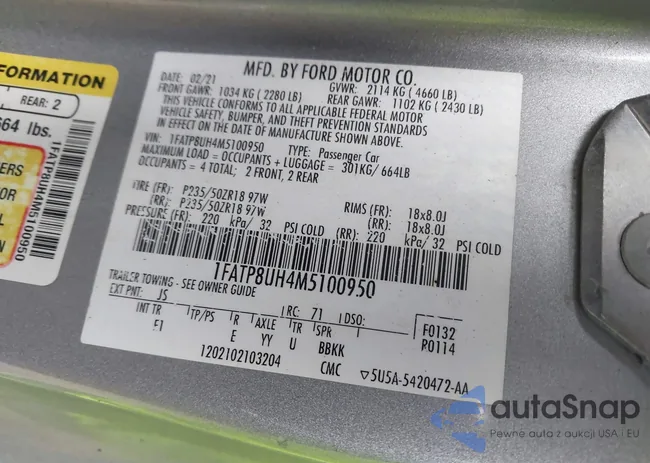 FORMATION
REAR: 2
664 lbs.
1FATP8UH4M5100950
MFD. BY FORD MOTOR CO.
DATE: 02/21 GVWR: 2114 KG ( 4660 LB)
FRONT GAWR: 1034 KG ( 2280 LB) REAR GAWR: 1102 KG ( 2430 LB)
THIS VEHICLE CONFORMS TO ALL APPLICABLE FEDERAL MOTOR
VEHICLE SAFETY, BUMPER, AND THEFT PREVENTION STANDARDS
IN EFFECT ON THE DATE OF MANUFACTURE SHOWN ABOVE.
VIN: 1FATP8UH4M5100950 TYPE: Passenger Car
MAXIMUM LOAD = OCCUPANTS + LUGGAGE = 301KG/ 664LB
OCCUPANTS = 4 TOTAL; 2 FRONT, 2 REAR
TIRE (FR): P235/50ZR18 97W RIMS (FR): 18x8.0J
(RR): P235/50ZR18 97W (RR): 18x8.0J
PRESSURE (FR): 220 kPa/ 32 PSI COLD (RR): 220 kPa/ 32 PSI COLD
1FATP8UH4M5100950
TRAILER TOWING - SEE OWNER GUIDE
EXT PNT: JS RC: 71 DSO: F0132
INT TR TP/PS R AXLE TR SPR P0114
EI E YY U BBKK
1202102103204 CMC ▽5U5A-5420472-AA
autaSnap
Pewne auta z aukcji USA i EU